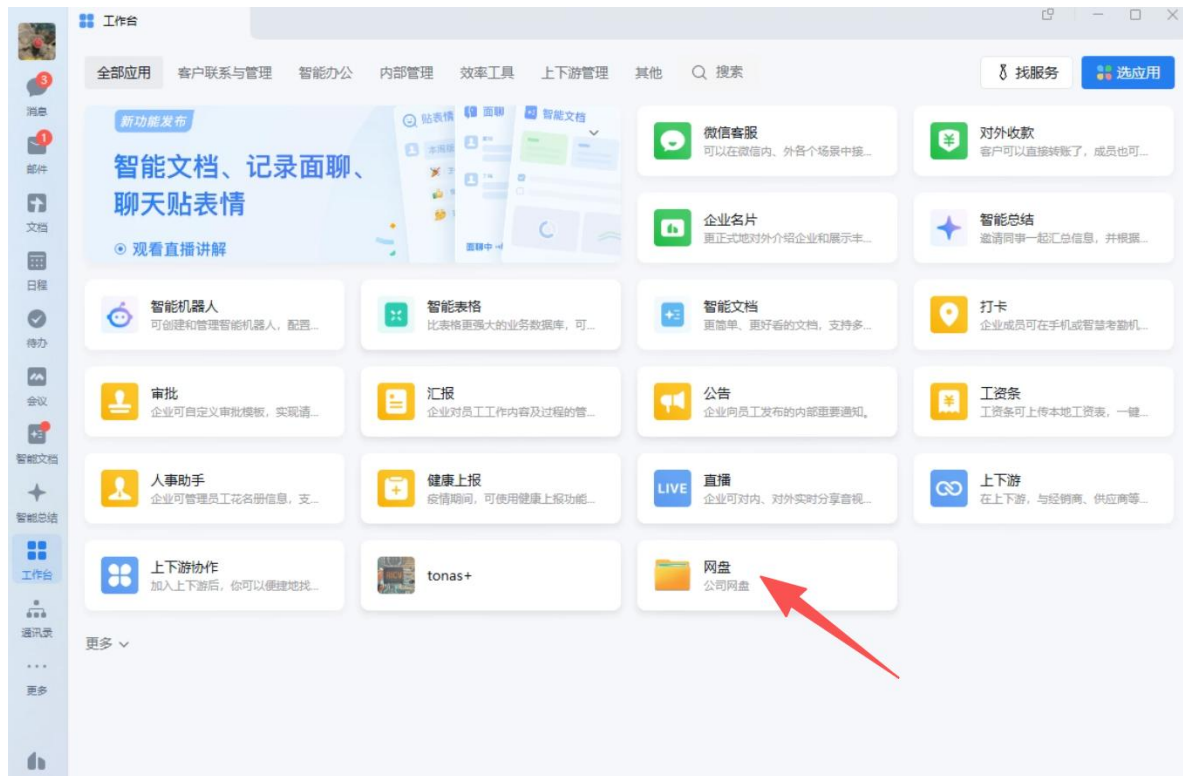 工作台
3
消息
1
邮件
文档
日程
待办
会议
智能文档
智能总结
工作台
通讯录
更多
全部应用 客户联系与管理 智能办公 内部管理 效率工具 上下游管理 其他 搜索
找服务 选应用
新功能发布
智能文档、记录面聊、
聊天贴表情
观看直播讲解
贴表情 面聊 智能文档
面聊中
微信客服
可以在微信内、外各个场景中接...
对外收款
客户可以直接转账了，成员也可...
企业名片
更正式地对外介绍企业和展示丰...
智能总结
邀请同事一起汇总信息，并根据...
智能机器人
可创建和管理智能机器人，配置...
智能表格
比表格更强大的业务数据库，可...
智能文档
更简单、更好看的文档，支持多...
打卡
企业成员可在手机或智慧考勤机...
审批
企业可自定义审批模板，实现请...
汇报
企业对员工工作内容及过程的管...
公告
企业向员工发布的内部重要通知。
工资条
工资条可上传本地工资表，一键...
人事助手
企业可管理员工花名册信息，支...
健康上报
疫情期间，可使用健康上报功能...
LIVE
直播
企业可对内、对外实时分享音视...
上下游
在上下游，与经销商、供应商等...
上下游协作
加入上下游后，你可以便捷地找...
tonas+
网盘
公司网盘
更多